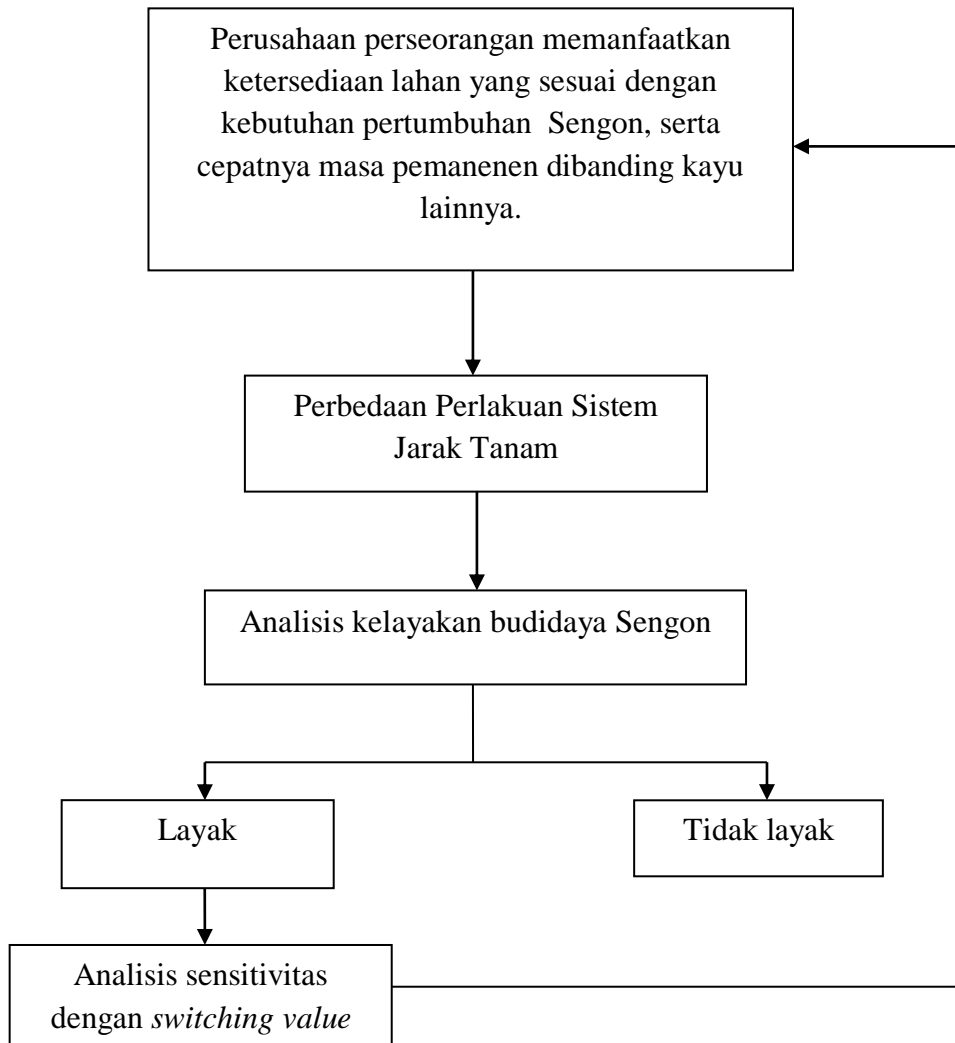 Perusahaan perseorangan memanfaatkan
ketersediaan lahan yang sesuai dengan
kebutuhan pertumbuhan Sengon, serta
cepatnya masa pemanenen dibanding kayu
lainnya.
Perbedaan Perlakuan Sistem
Jarak Tanam
Analisis kelayakan budidaya Sengon
Layak
Tidak layak
Analisis sensitivitas
dengan switching value